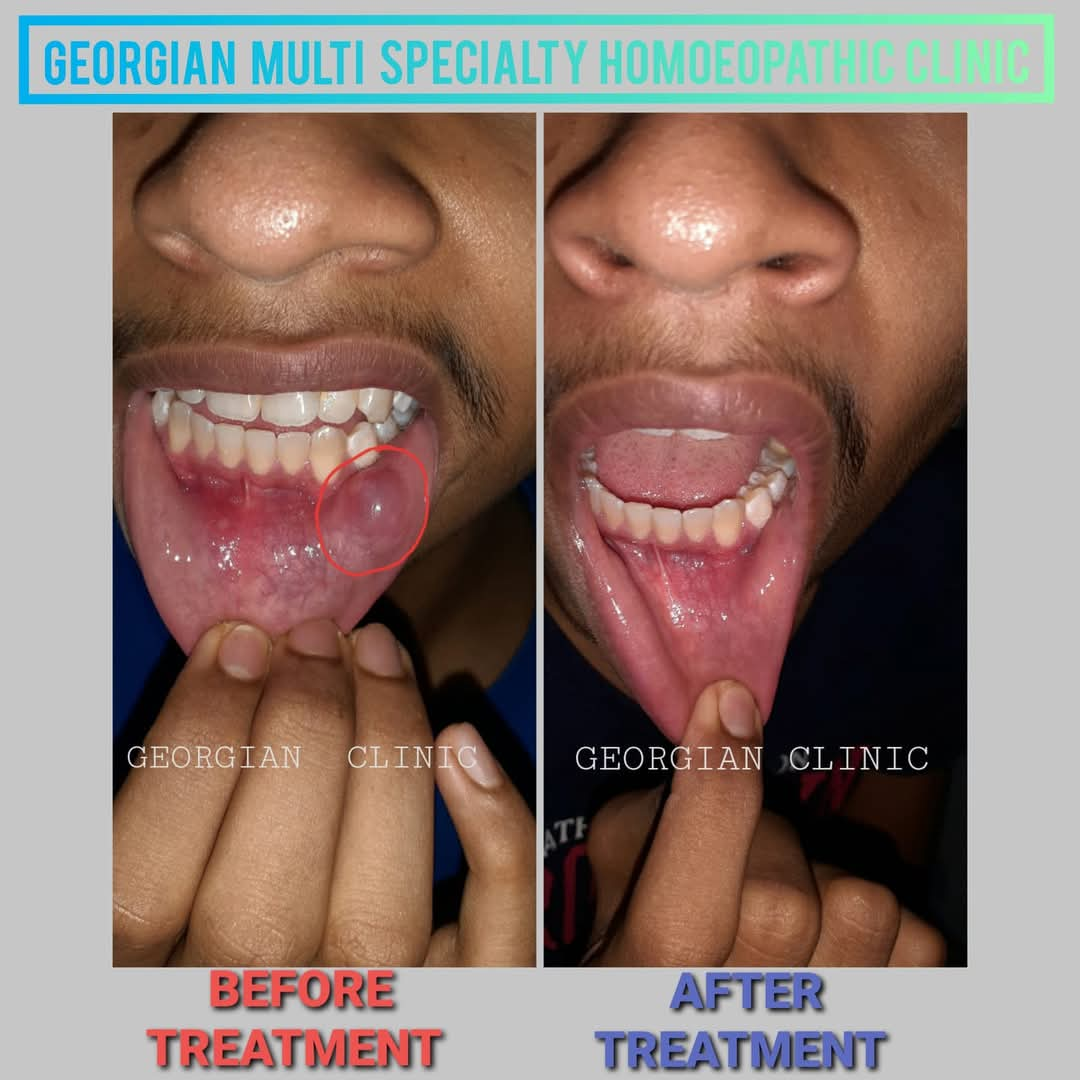 GEORGIAN MULTI SPECIALTY HOMOEOPATHIC CLINIC
GEORGIAN CLINIC
GEORGIAN CLINIC
BEFORE
TREATMENT
AFTER
TREATMENT